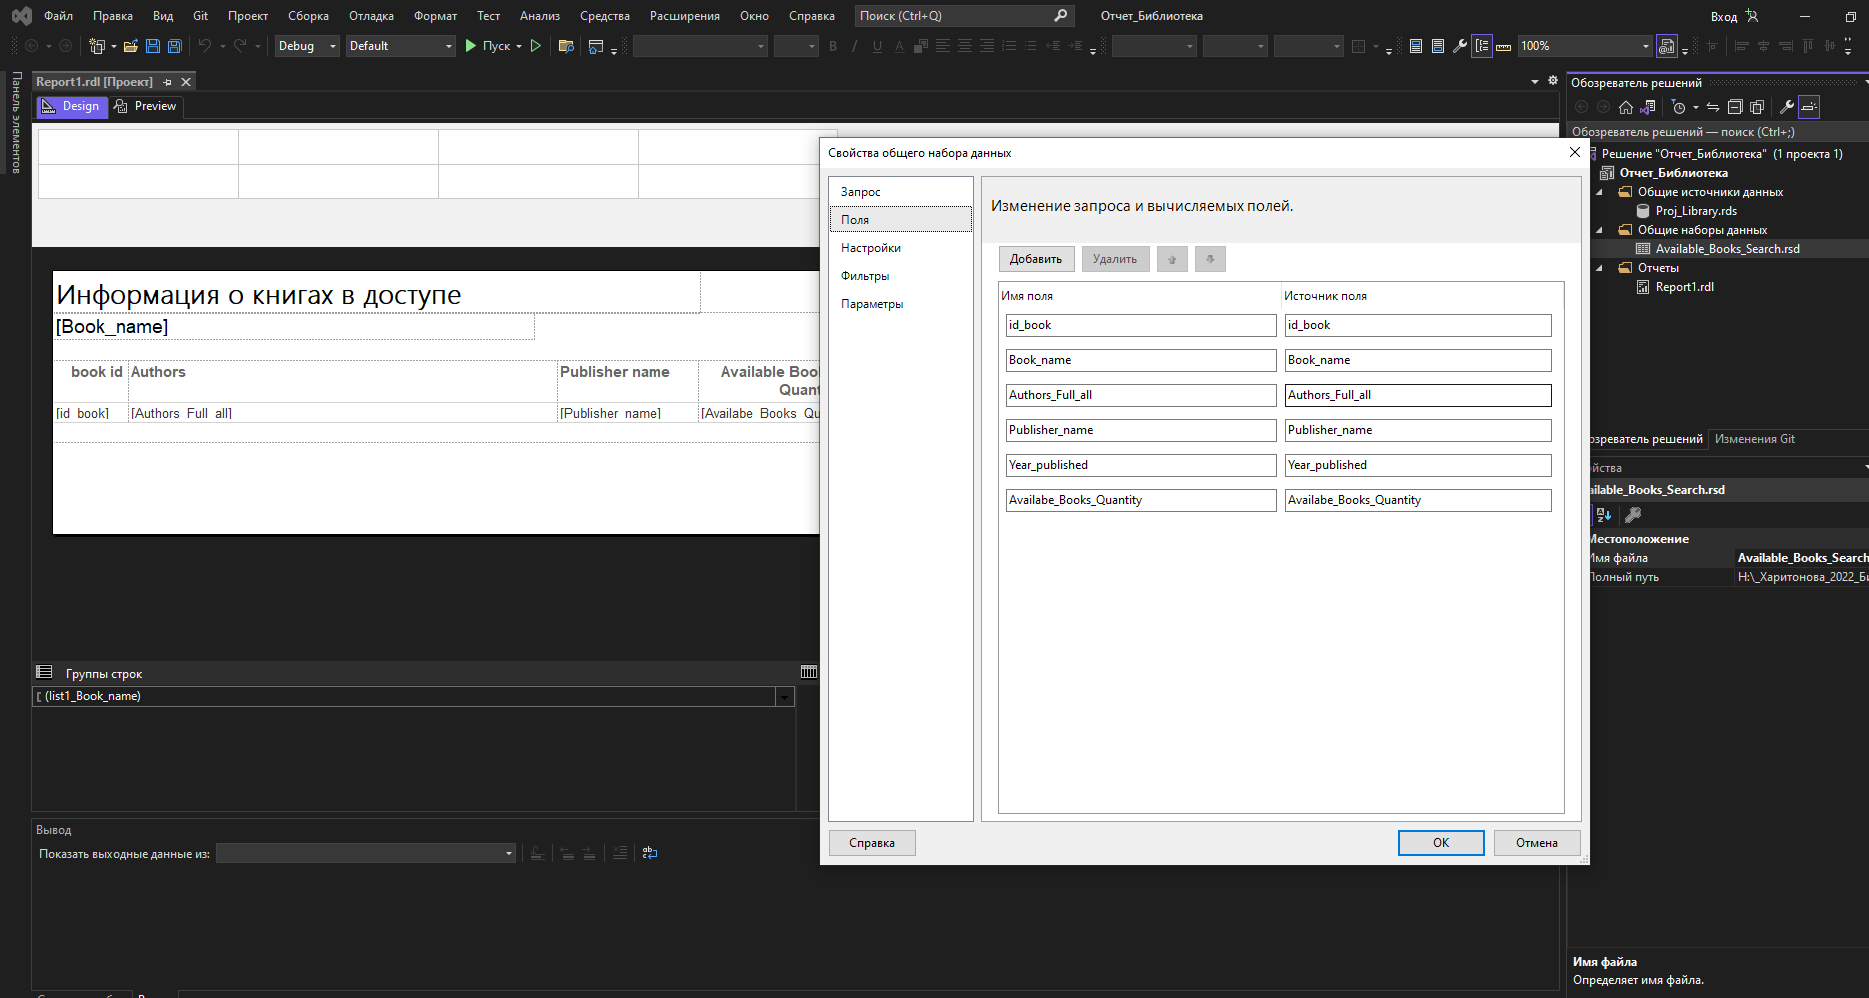 Файл Правка Вид Git Проект Сборка Отладка Формат Тест Анализ Средства Расширения Окно Справка Поиск (Ctrl+Q) Отчет_Библиотека Вход
Debug Default Пуск 100%
Панель элементов
Report1.rdl [Проект]
Design Preview
Информация о книгах в доступе
[Book_name]
book id Authors Publisher name Available Boo
Quant
[id_book] [Authors_Full_all] [Publisher_name] [Availabe_Books_Qu
Группы строк
(list1_Book_name)
Вывод
Показать выходные данные из:
Свойства общего набора данных
Запрос
Поля
Настройки
Фильтры
Параметры
Изменение запроса и вычисляемых полей.
Добавить Удалить
Имя поля Источник поля
id_book id_book
Book_name Book_name
Authors_Full_all Authors_Full_all
Publisher_name Publisher_name
Year_published Year_published
Availabe_Books_Quantity Availabe_Books_Quantity
Справка OK Отмена
Обозреватель решений
Обозреватель решений — поиск (Ctrl+;)
Решение "Отчет_Библиотека" (1 проекта 1)
Отчет_Библиотека
Общие источники данных
Proj_Library.rds
Общие наборы данных
Available_Books_Search.rsd
Отчеты
Report1.rdl
озреватель решений Изменения Git
йства
ailable_Books_Search.rsd
Местоположение
Имя файла Available_Books_Search
Полный путь H:\_Харитонова_2022_Би
Имя файла
Определяет имя файла.